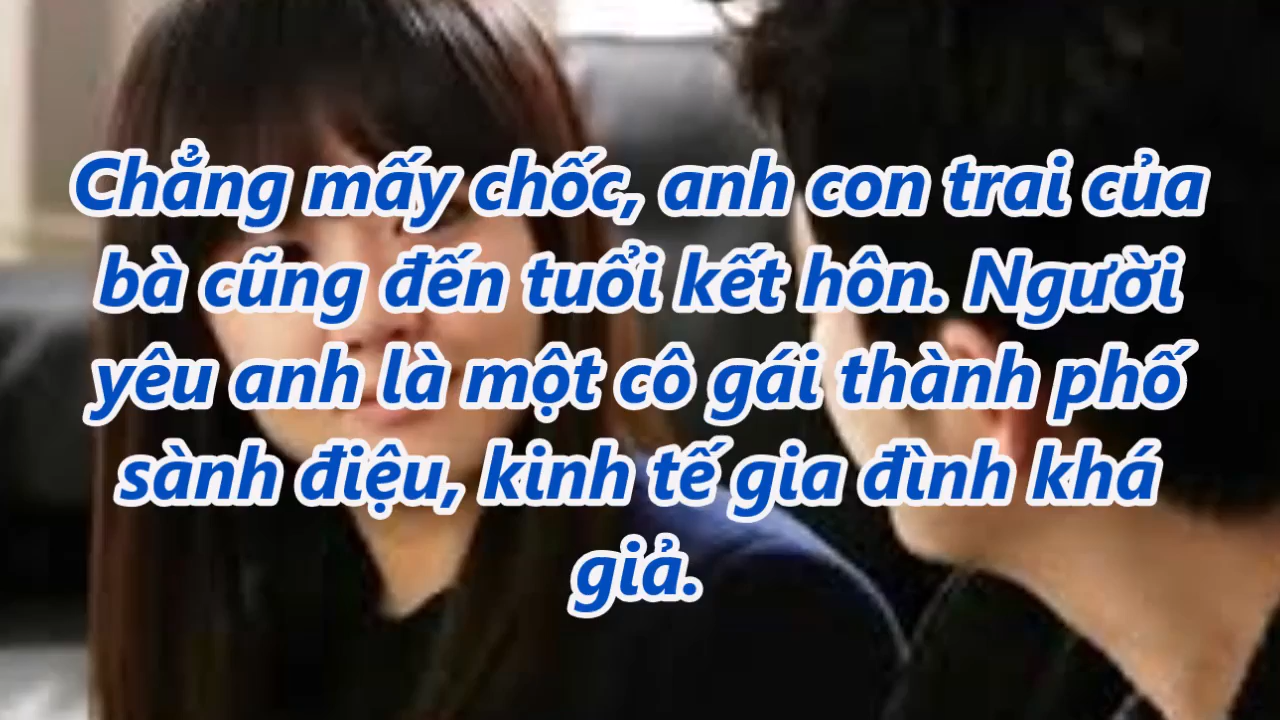 Chẳng mấy chốc, anh con trai của
bà cũng đến tuổi kết hôn. Người
yêu anh là một cô gái thành phố
sành điệu, kinh tế gia đình khá
giả.